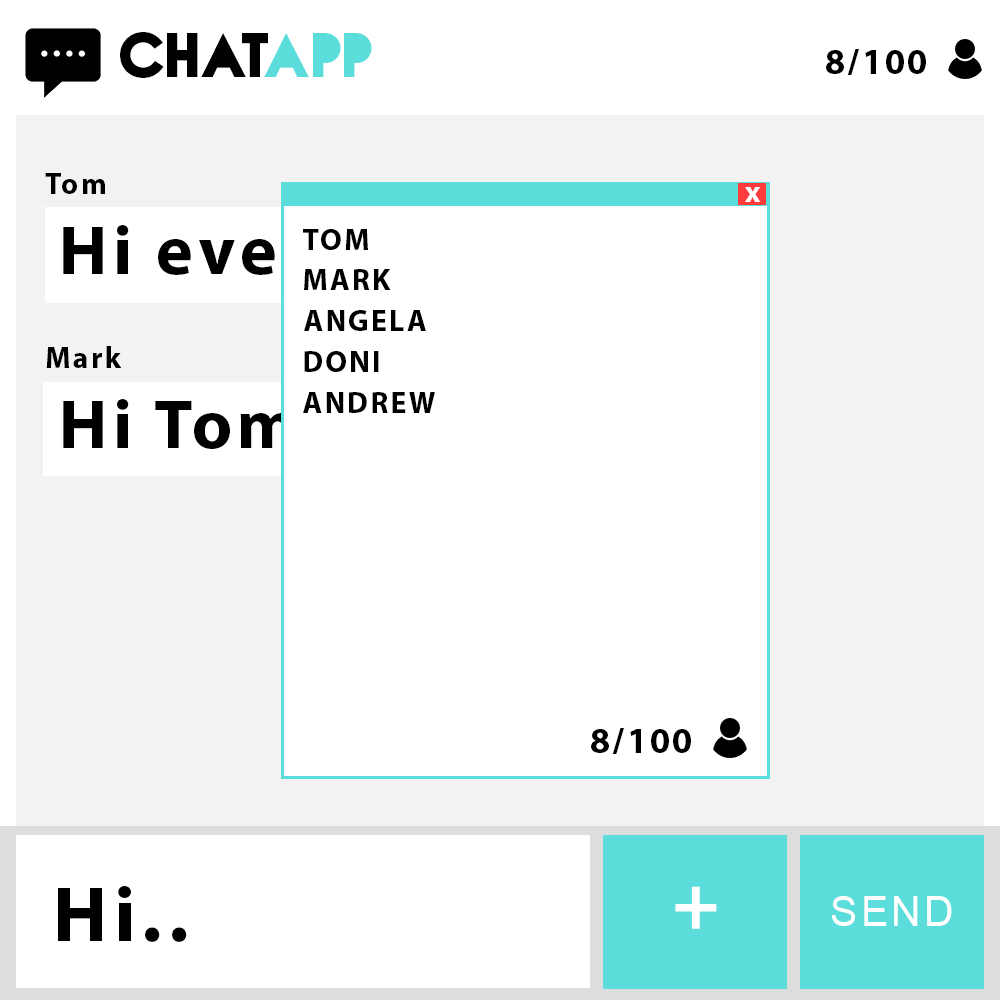 CHATAPP
8/100
Tom
Hi eve
Mark
Hi Tom
X
TOM
MARK
ANGELA
DONI
ANDREW
8/100
Hi..
+
SEND